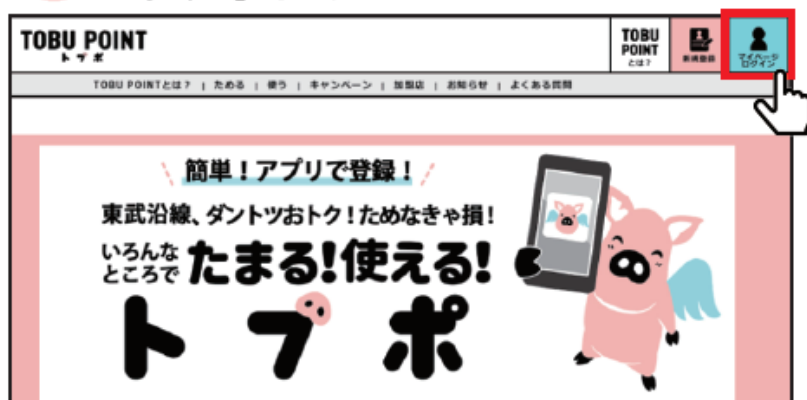 TOBU POINT
トブポ
TOBU
POINT
とは?
新規登録
マイページ
ログイン
TOBU POINTとは? | ためる | 使う | キャンペーン | 加盟店 | お知らせ | よくある質問
簡単!アプリで登録!
東武沿線、ダントツおトク!ためなきゃ損!
いろんな
ところで
たまる!使える!
トブポ